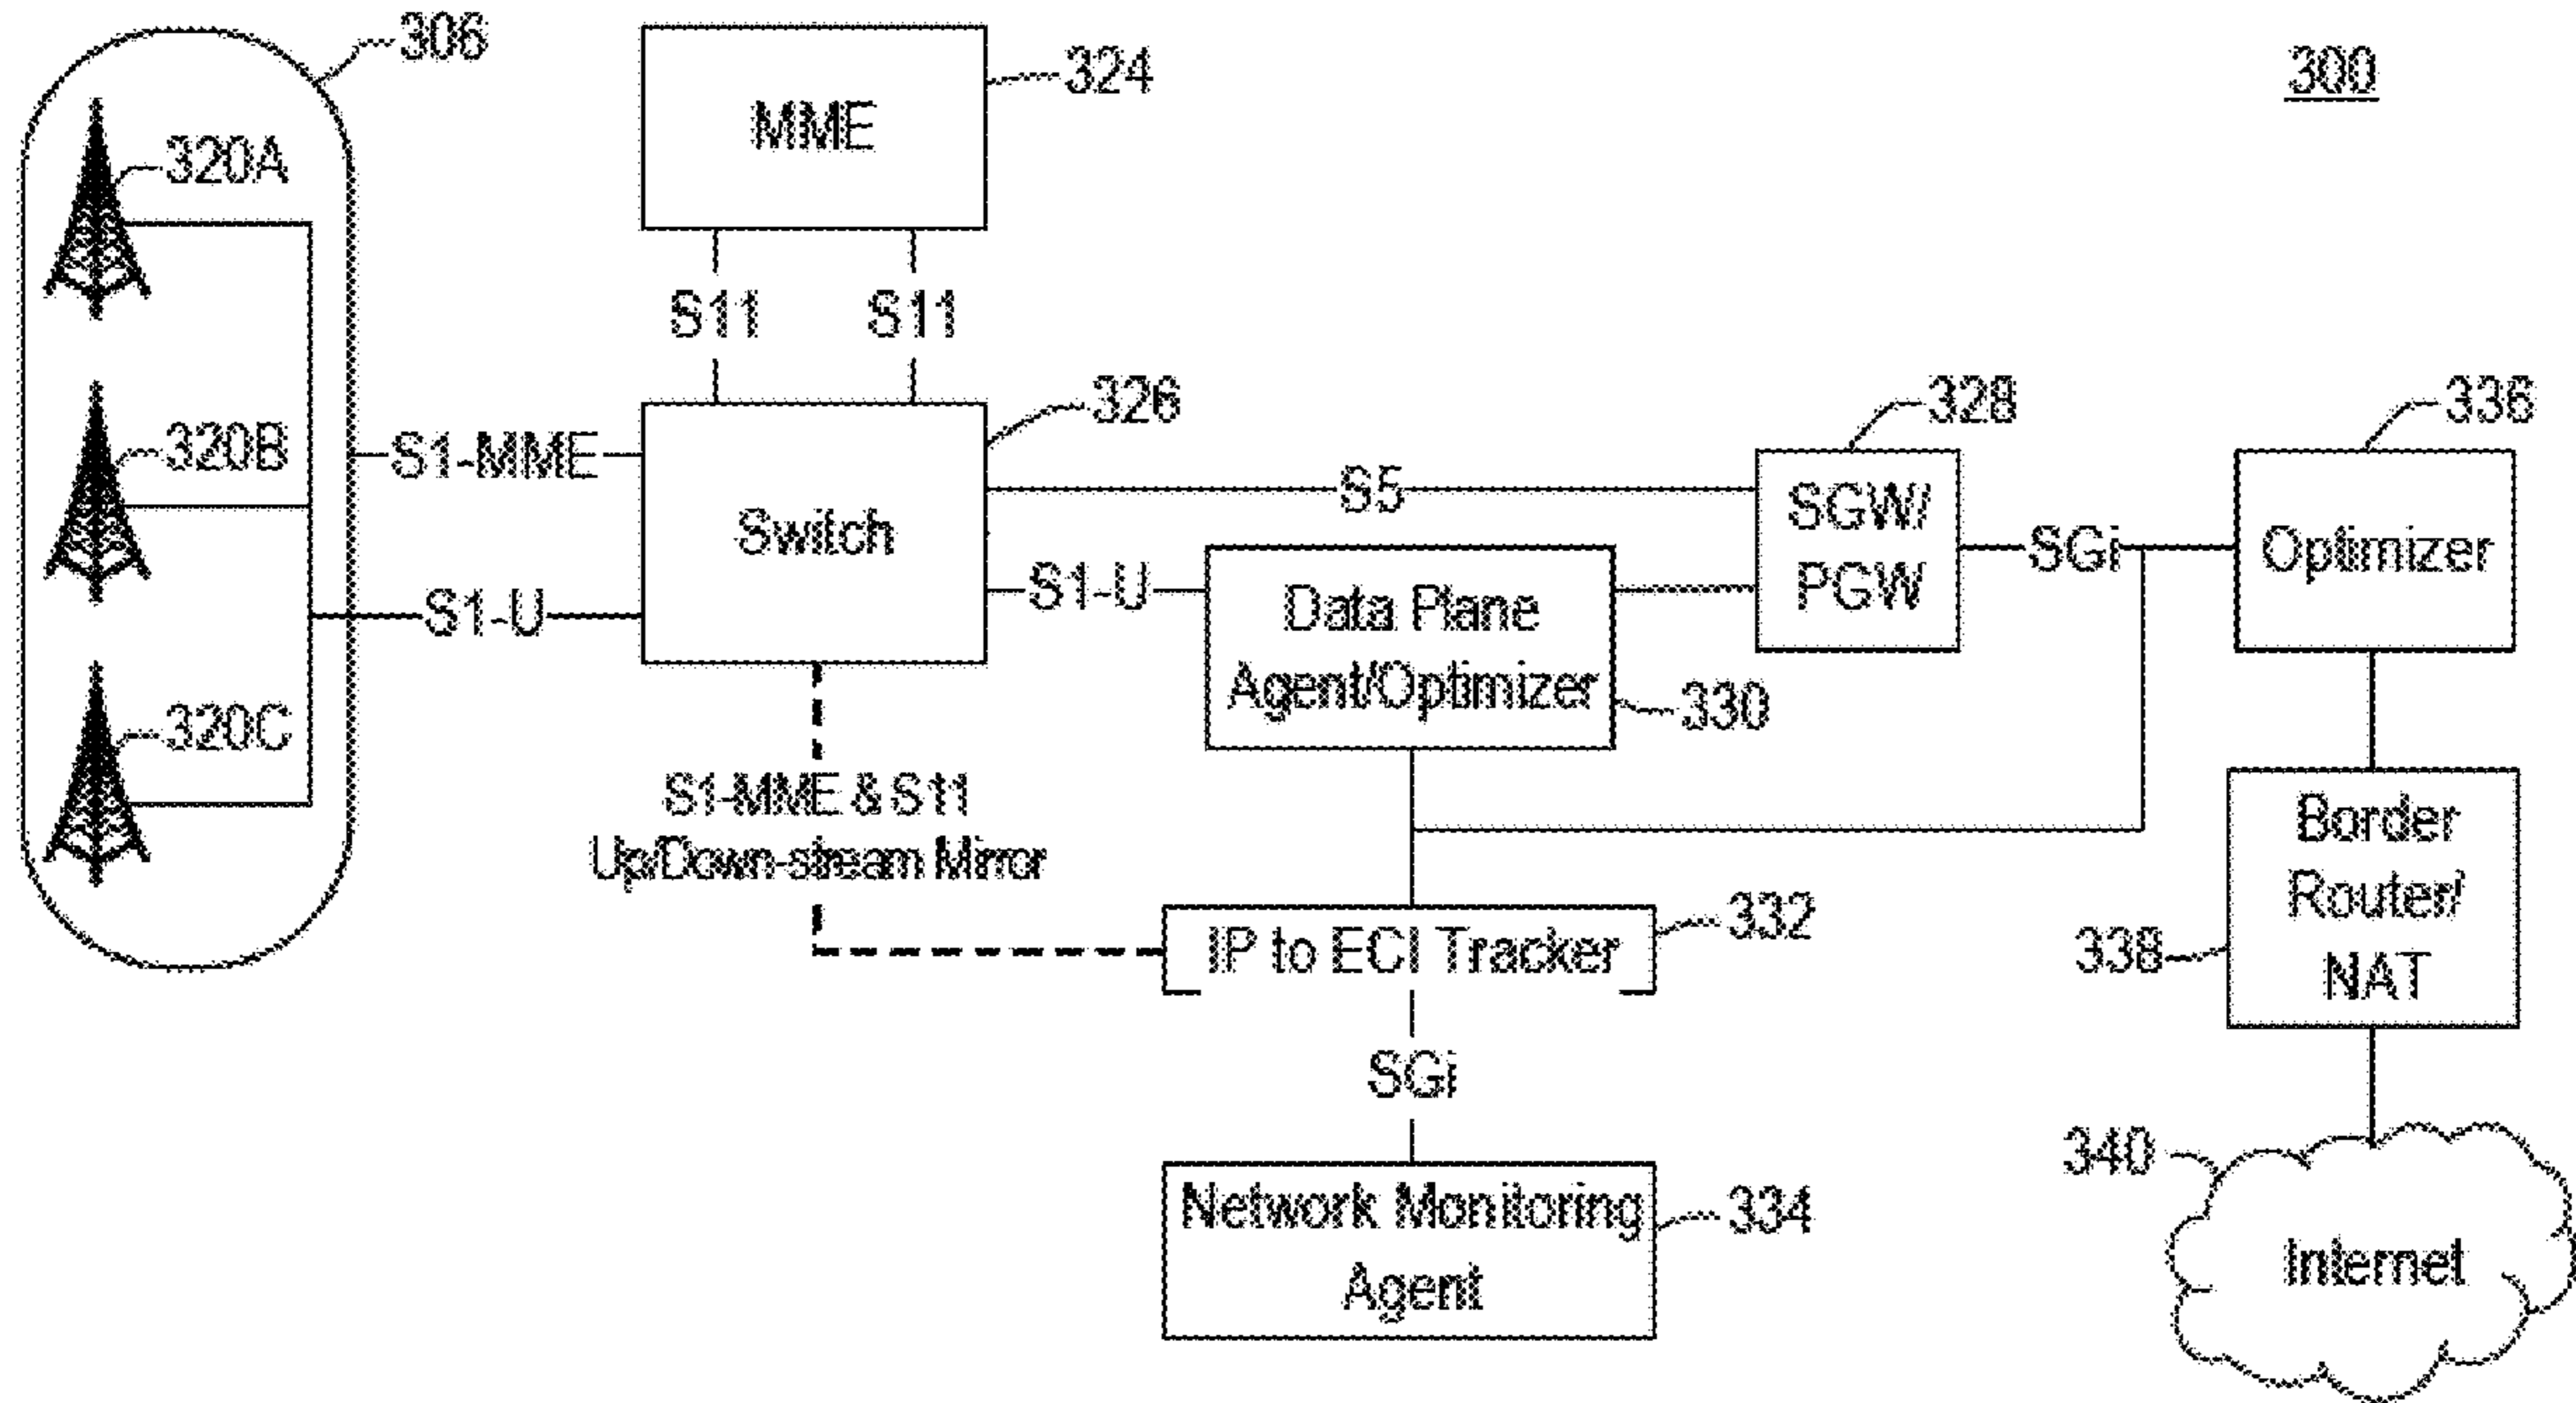 306
324
300
MME
320A
S11 S11
326
328
336
320B
S1-MME
S5
SGW/
PGW
Switch
SGi
Optimizer
S1-U
S1-U
Data Plane
Agent/Optimizer
330
320C
S1-MME & S11
Up/Down-stream Mirror
Border
Router/
NAT
338
IP to ECI Tracker
332
SGi
340
Network Monitoring
Agent
334
Internet